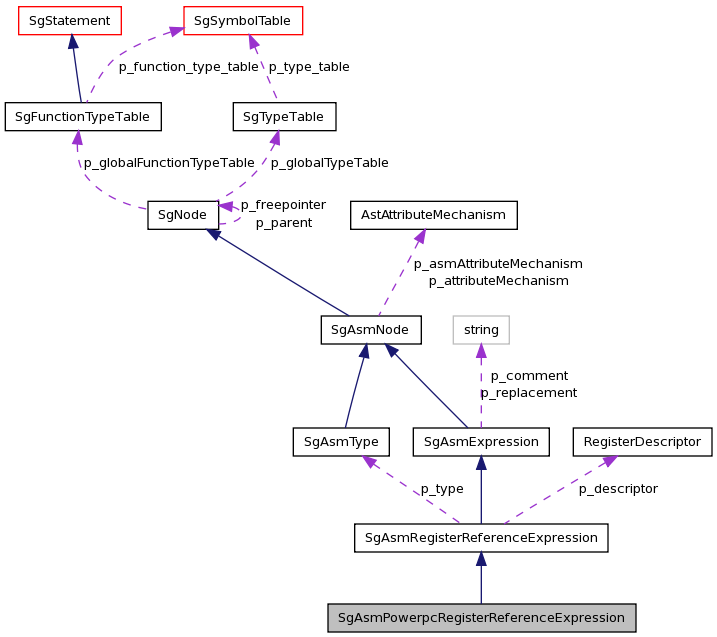 SgStatement
SgSymbolTable
p_function_type_table
p_type_table
SgFunctionTypeTable
SgTypeTable
p_globalFunctionTypeTable
p_globalTypeTable
SgNode
p_freepointer
p_parent
AstAttributeMechanism
p_asmAttributeMechanism
p_attributeMechanism
SgAsmNode
string
p_comment
p_replacement
SgAsmType
SgAsmExpression
RegisterDescriptor
p_type
p_descriptor
SgAsmRegisterReferenceExpression
SgAsmPowerpcRegisterReferenceExpression